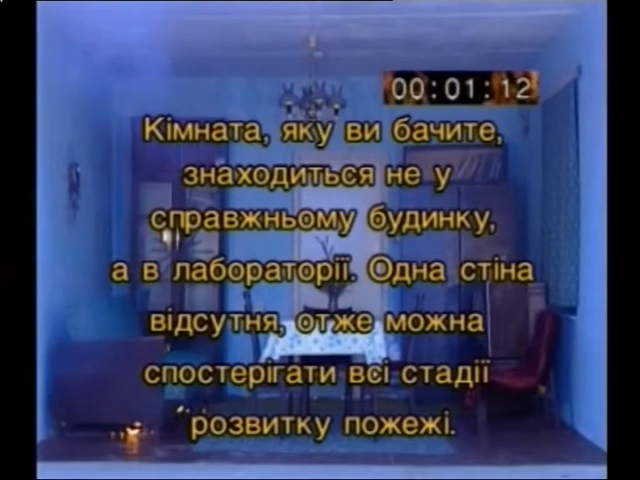 00:01:12
Кімната, яку ви бачите,
знаходиться не у
справжньому будинку,
а в лабораторії. Одна стіна
відсутня, отже можна
спостерігати всі стадії
розвитку пожежі.